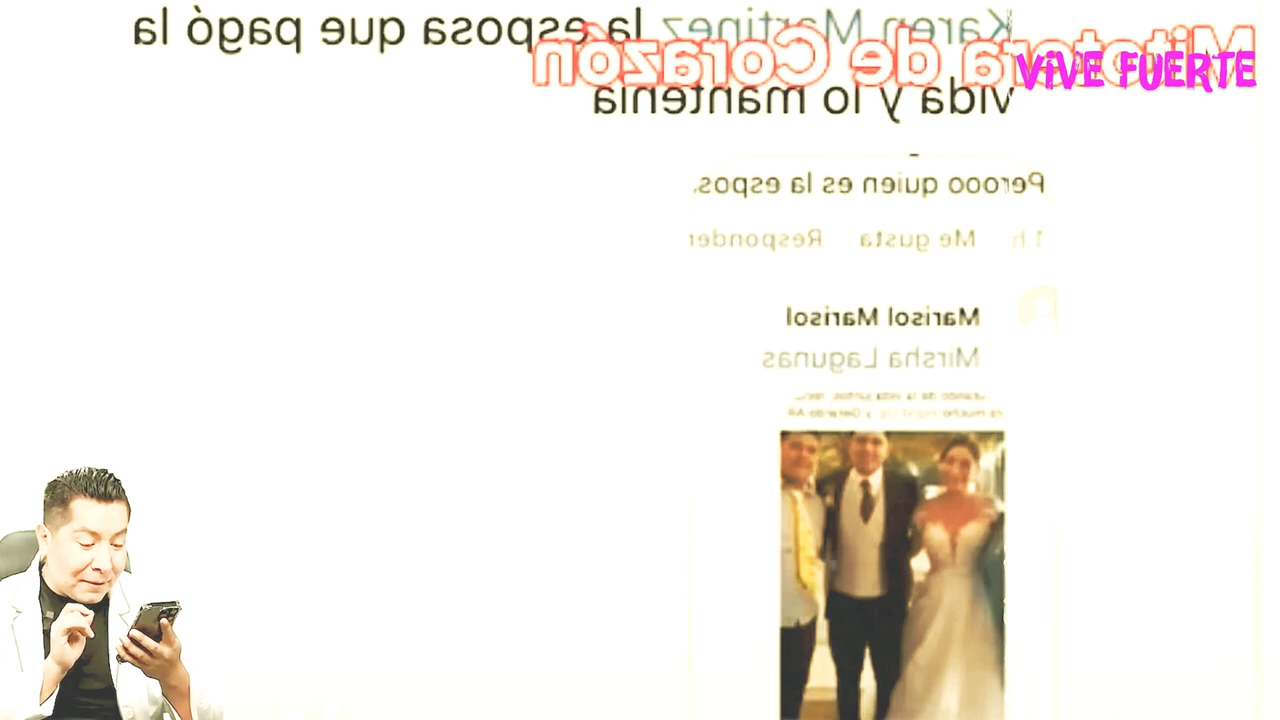 Karen Martinez la esposa que pagó la
Mitotera de Corazón
ViVE FUERTE
vida y lo mantenía
Perooo quien es la espos
1 h Me gusta Responder
Marisol Marisol
Mirsha Lagunas